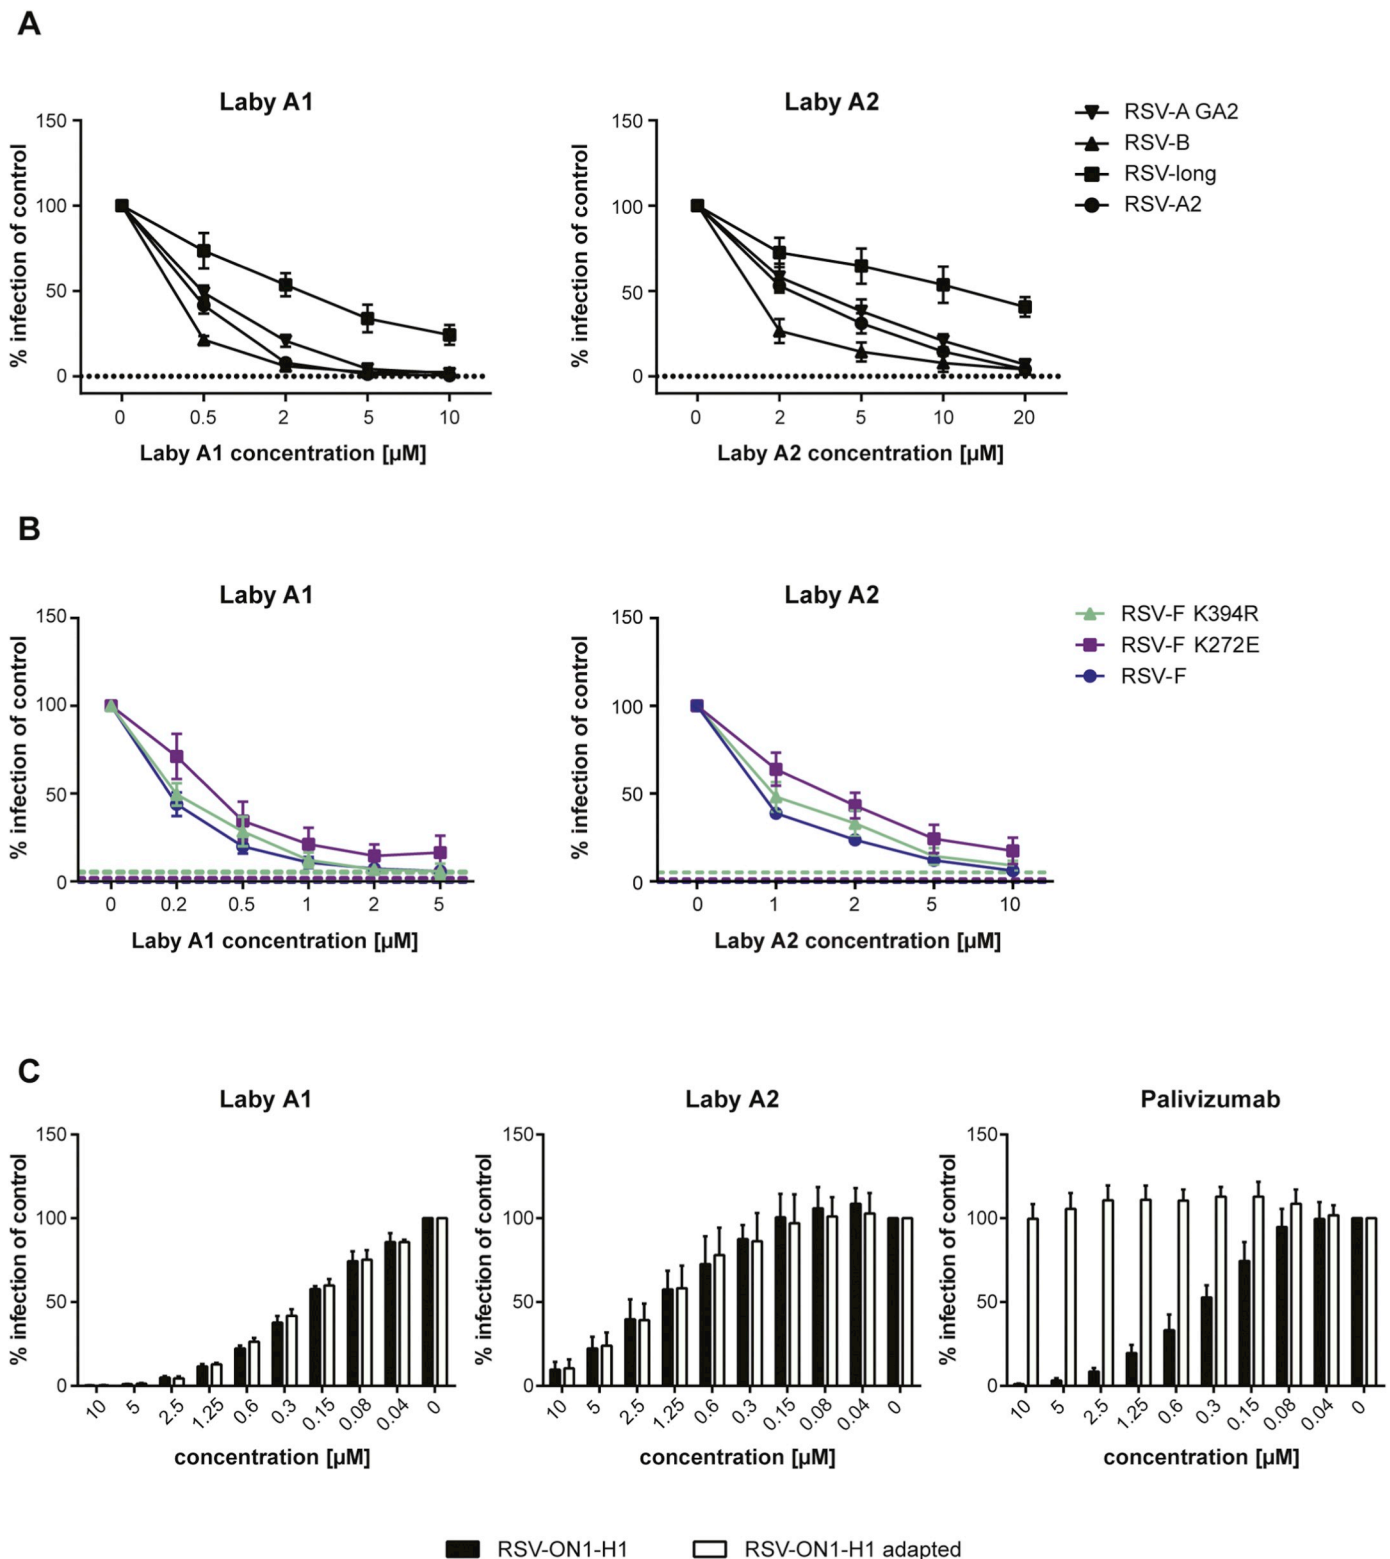 A
Laby A1
Laby A2
150
100
50
0
% infection of control
0 0.5 2 5 10
Laby A1 concentration [µM]
150
100
50
0
% infection of control
0 2 5 10 20
Laby A2 concentration [µM]
RSV-A GA2
RSV-B
RSV-long
RSV-A2
B
Laby A1
Laby A2
150
100
50
0
% infection of control
0 0.2 0.5 1 2 5
Laby A1 concentration [µM]
150
100
50
0
% infection of control
0 1 2 5 10
Laby A2 concentration [µM]
RSV-F K394R
RSV-F K272E
RSV-F
C
Laby A1
Laby A2
Palivizumab
150
100
50
0
% infection of control
10 5 2.5 1.25 0.6 0.3 0.15 0.08 0.04 0
concentration [µM]
150
100
50
0
% infection of control
10 5 2.5 1.25 0.6 0.3 0.15 0.08 0.04 0
concentration [µM]
150
100
50
0
% infection of control
10 5 2.5 1.25 0.6 0.3 0.15 0.08 0.04 0
concentration [µM]
RSV-ON1-H1
RSV-ON1-H1 adapted